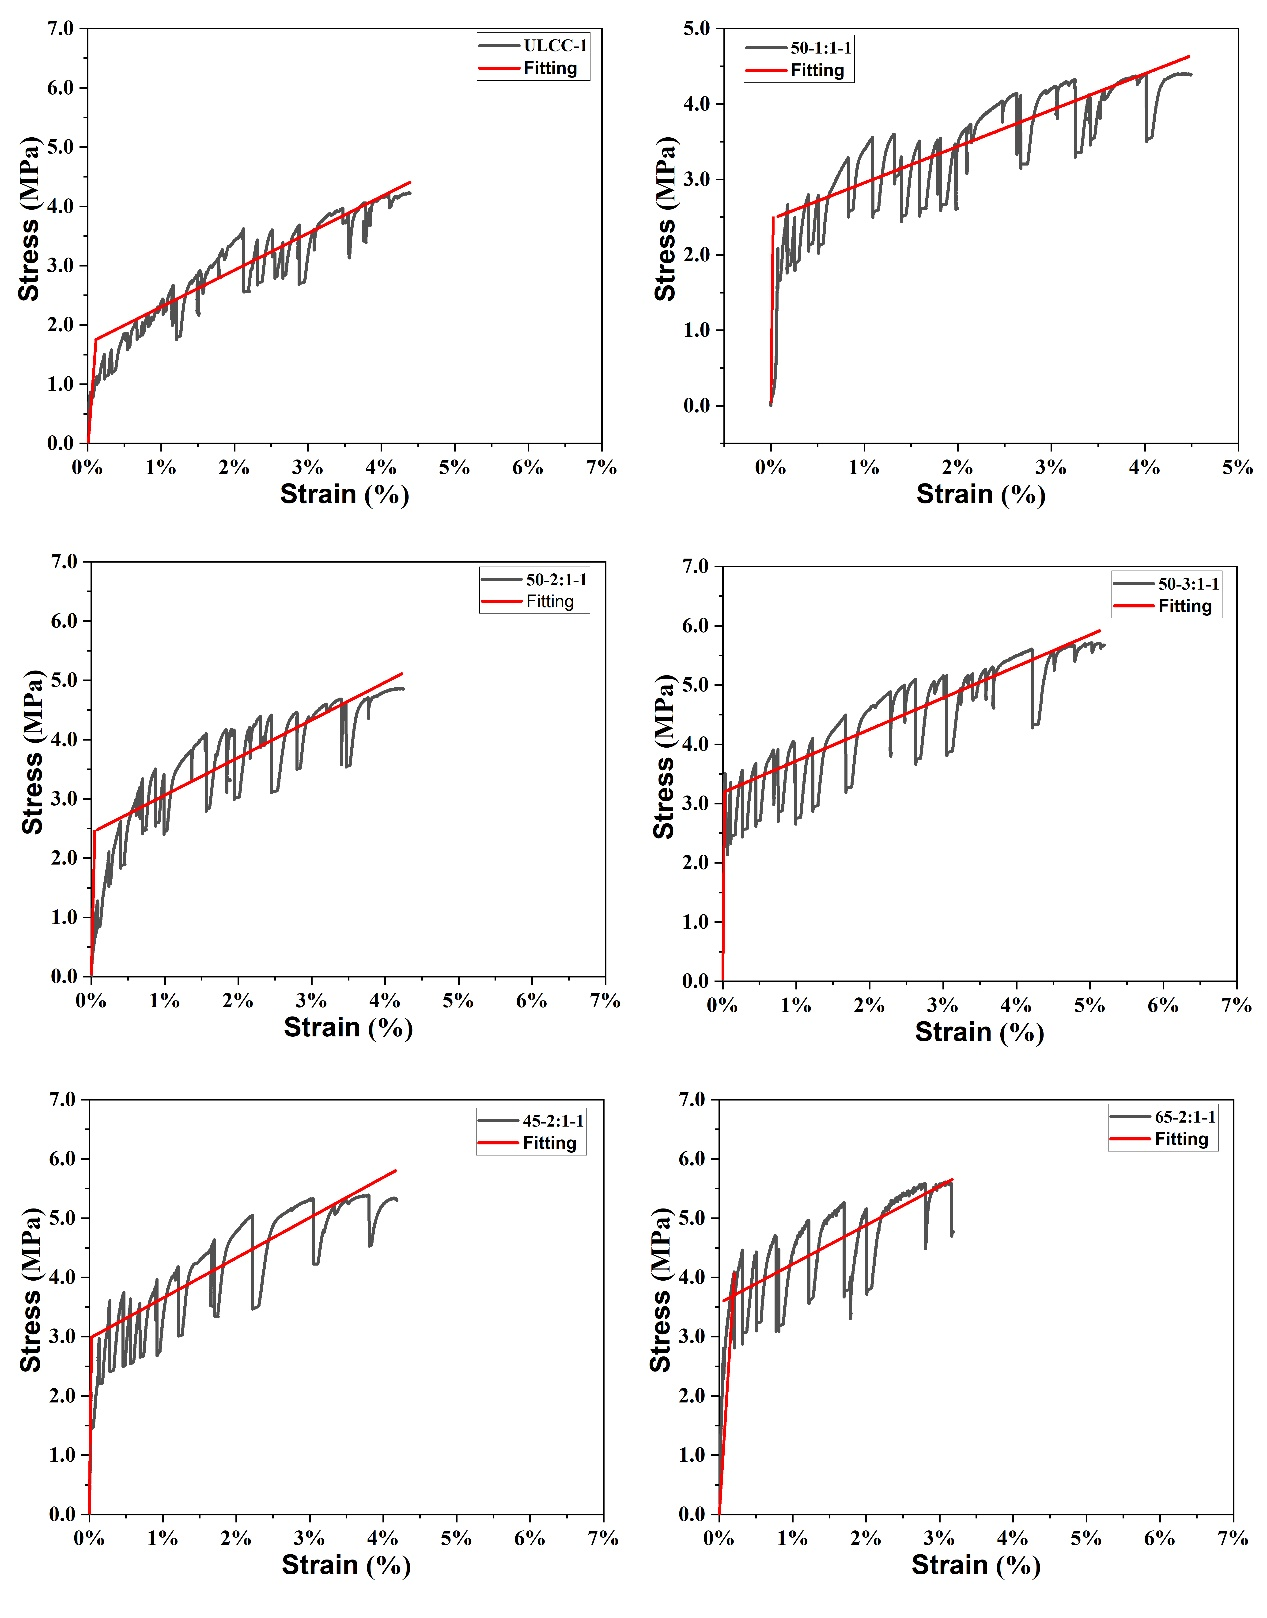 7.0
6.0
5.0
4.0
3.0
2.0
1.0
0.0
Stress (MPa)
ULCC-1
Fitting
0% 1% 2% 3% 4% 5% 6% 7%
Strain (%)
5.0
4.0
3.0
2.0
1.0
0.0
Stress (MPa)
50-1:1-1
Fitting
0% 1% 2% 3% 4% 5%
Strain (%)
7.0
6.0
5.0
4.0
3.0
2.0
1.0
0.0
Stress (MPa)
50-2:1-1
Fitting
0% 1% 2% 3% 4% 5% 6% 7%
Strain (%)
7.0
6.0
5.0
4.0
3.0
2.0
1.0
0.0
Stress (MPa)
50-3:1-1
Fitting
0% 1% 2% 3% 4% 5% 6% 7%
Strain (%)
7.0
6.0
5.0
4.0
3.0
2.0
1.0
0.0
Stress (MPa)
45-2:1-1
Fitting
0% 1% 2% 3% 4% 5% 6% 7%
Strain (%)
7.0
6.0
5.0
4.0
3.0
2.0
1.0
0.0
Stress (MPa)
65-2:1-1
Fitting
0% 1% 2% 3% 4% 5% 6% 7%
Strain (%)